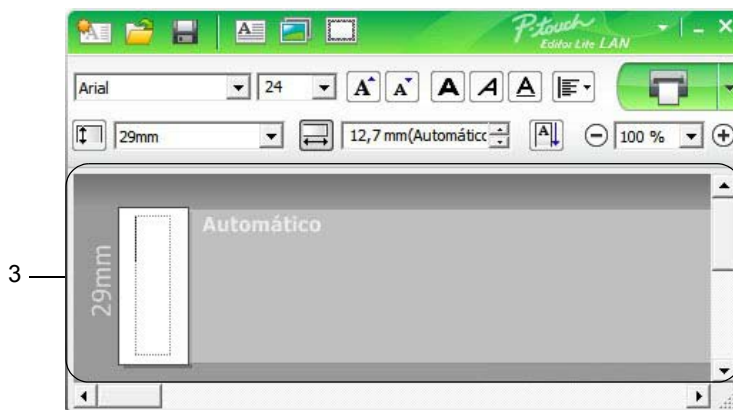 P-touch
Editor Lite LAN
Arial 24 A A A A A
29mm 12,7 mm(Automático A 100 %
Automático
29mm
3